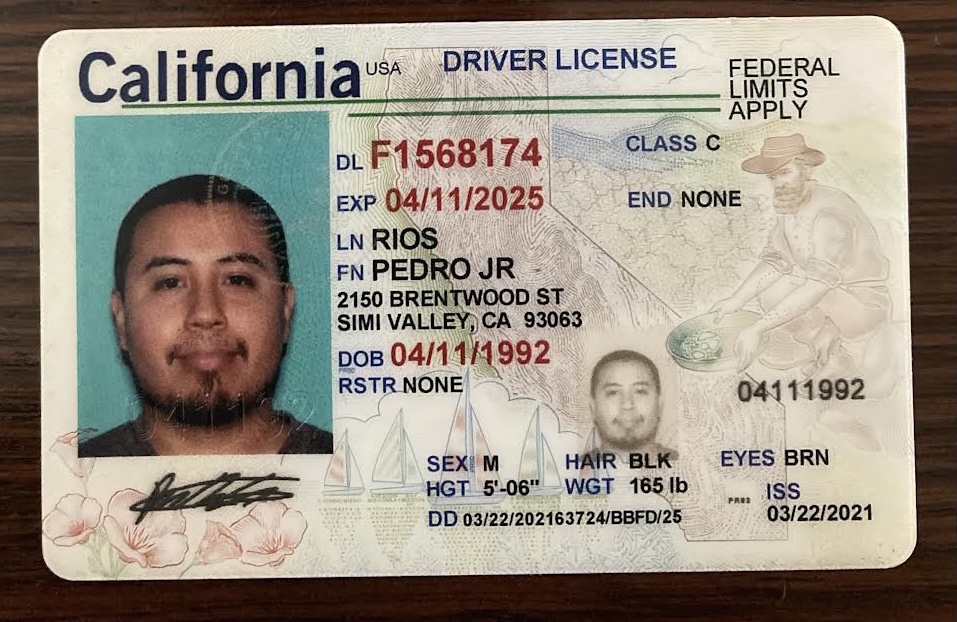 California USA DRIVER LICENSE
FEDERAL
LIMITS
APPLY
DL F1568174
CLASS C
EXP 04/11/2025
END NONE
LN RIOS
FN PEDRO JR
2150 BRENTWOOD ST
SIMI VALLEY, CA 93063
DOB 04/11/1992
RSTR NONE
04111992
SEX M HAIR BLK EYES BRN
HGT 5'-06" WGT 165 lb
ISS
03/22/2021
DD 03/22/202163724/BBFD/25